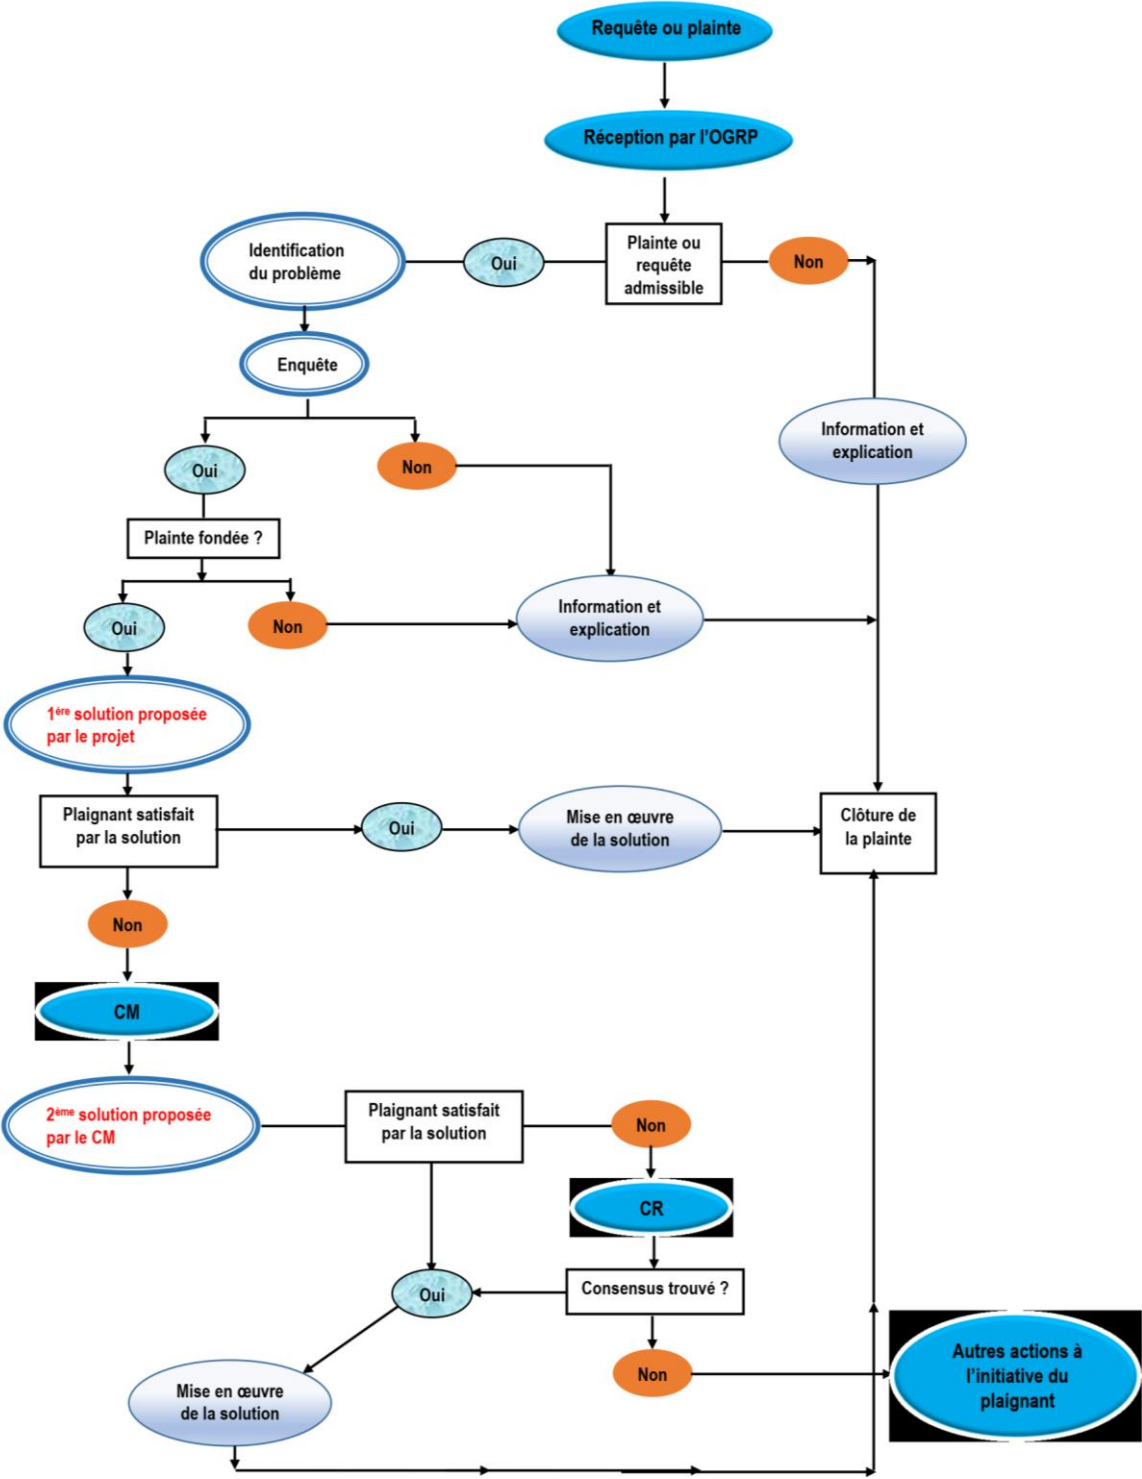 Requête ou plainte
Réception par l'OGRP
Identification
du problème
Oui
Plainte ou
requête
admissible
Non
Enquête
Information et
explication
Oui
Non
Plainte fondée ?
Oui
Non
Information et
explication
1ère solution proposée
par le projet
Plaignant satisfait
par la solution
Oui
Mise en œuvre
de la solution
Clôture de
la plainte
Non
CM
2ème solution proposée
par le CM
Plaignant satisfait
par la solution
Non
CR
Oui
Consensus trouvé ?
Non
Autres actions à
l'initiative du
plaignant
Mise en œuvre
de la solution